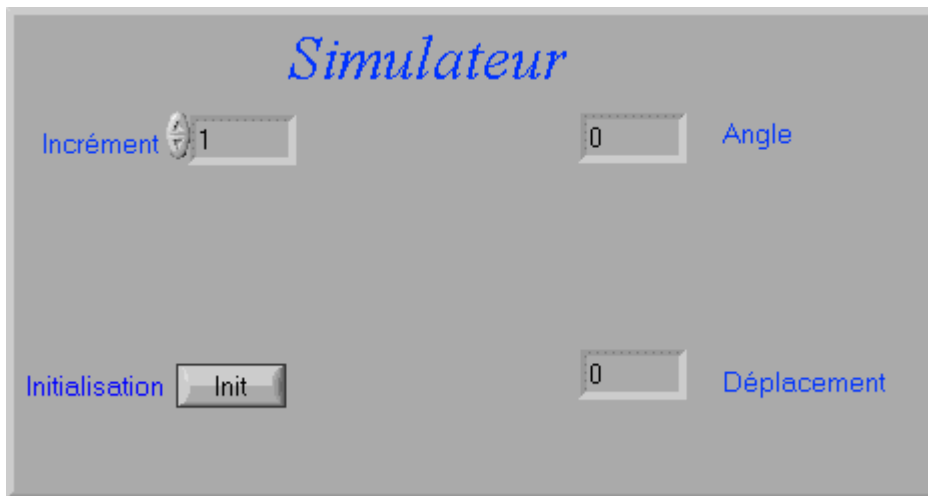 Simulateur
Incrément 1
0 Angle
Initialisation Init
0 Déplacement